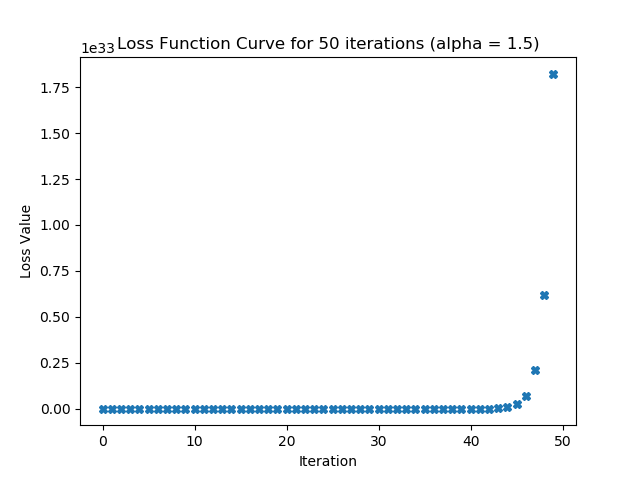 1e33
Loss Function Curve for 50 iterations (alpha = 1.5)
1.75
1.50
1.25
1.00
0.75
0.50
0.25
0.00
Loss Value
0 10 20 30 40 50
Iteration